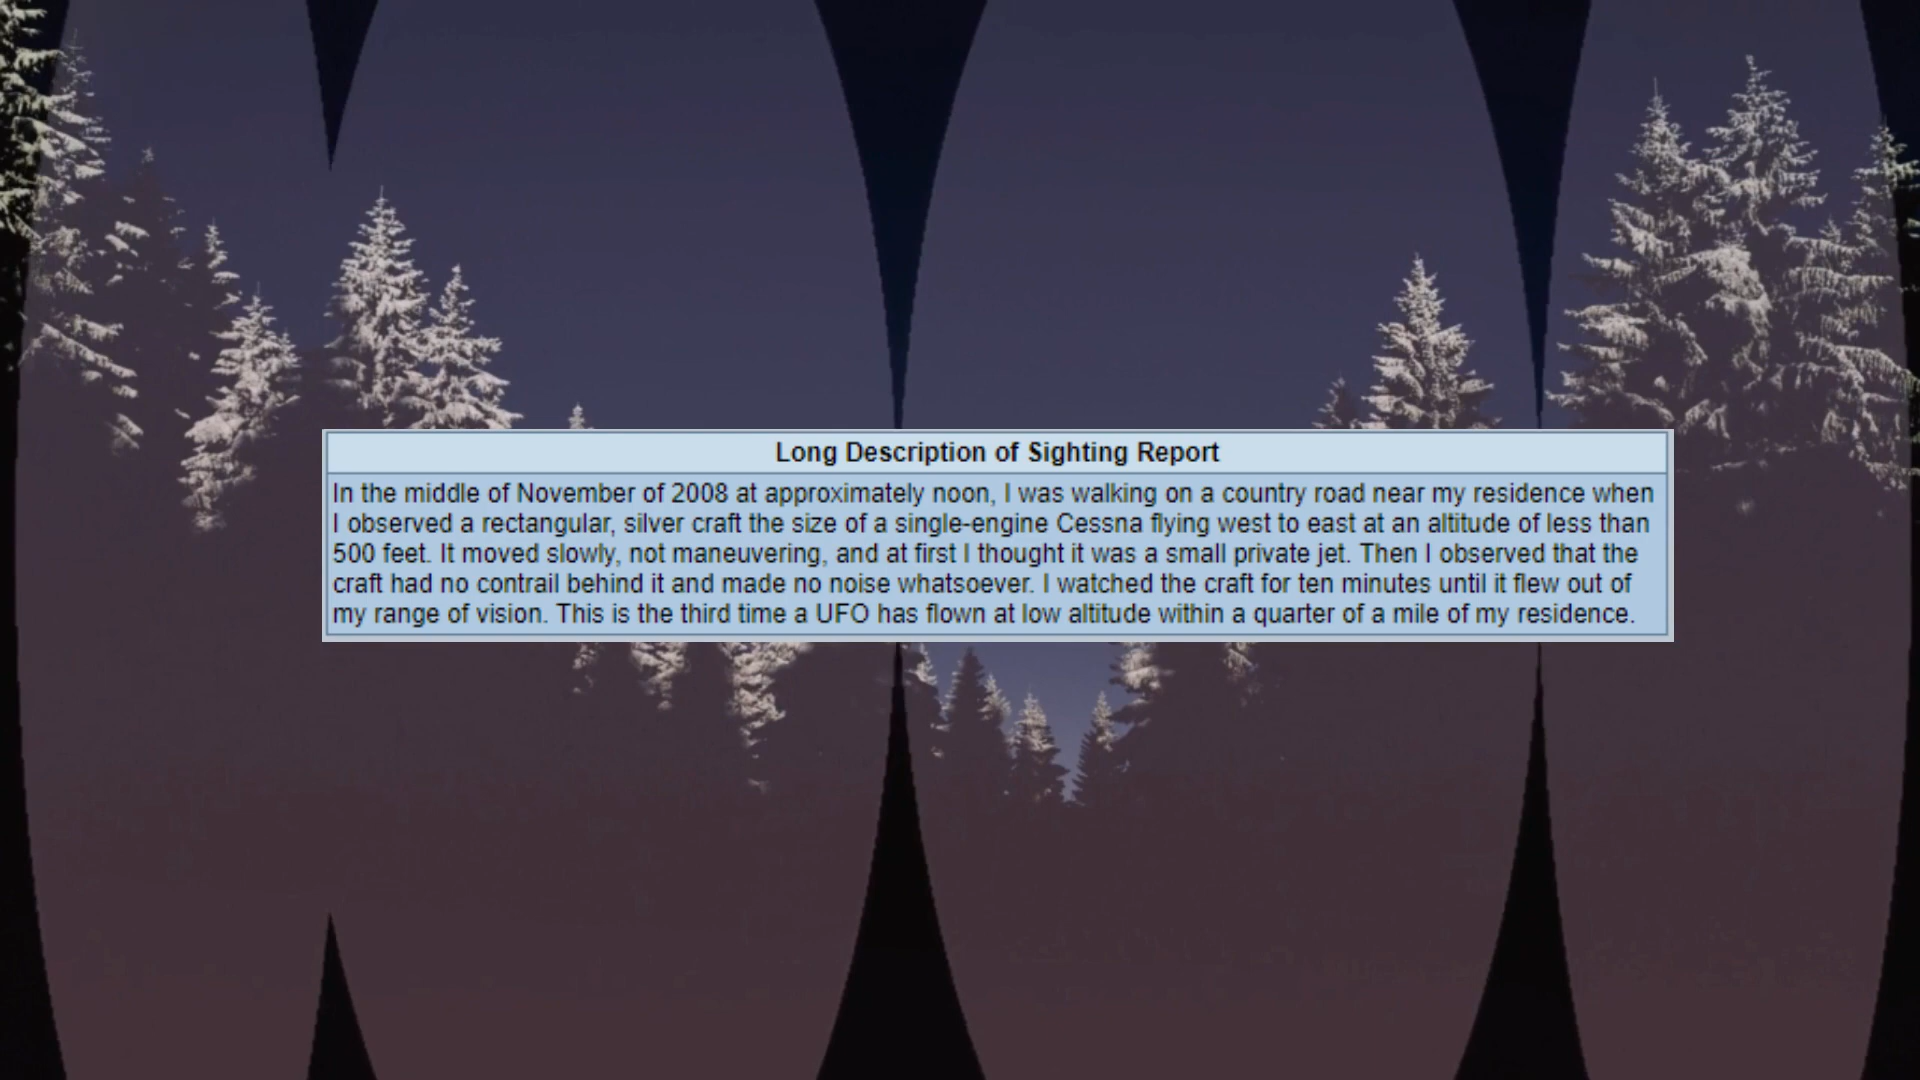 Long Description of Sighting Report
In the middle of November of 2008 at approximately noon, I was walking on a country road near my residence when
I observed a rectangular, silver craft the size of a single-engine Cessna flying west to east at an altitude of less than
500 feet. It moved slowly, not maneuvering, and at first I thought it was a small private jet. Then I observed that the
craft had no contrail behind it and made no noise whatsoever. I watched the craft for ten minutes until it flew out of
my range of vision. This is the third time a UFO has flown at low altitude within a quarter of a mile of my residence.